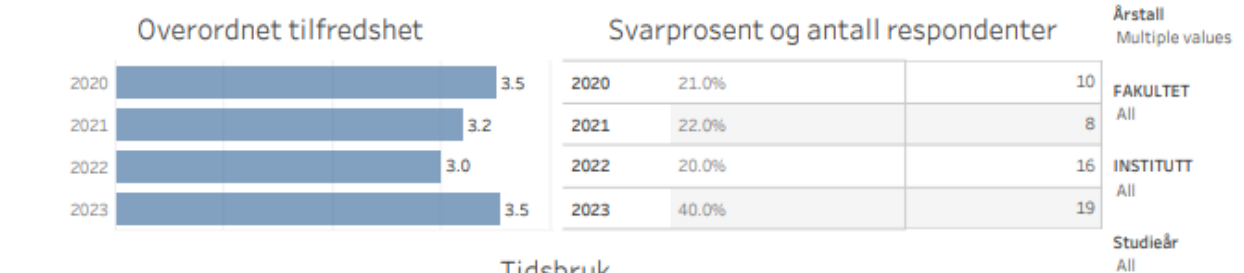 Overordnet tilfredshet
2020 3.5
2021 3.2
2022 3.0
2023 3.5
Svarprosent og antall respondenter
2020 21.0% 10
2021 22.0% 8
2022 20.0% 16
2023 40.0% 19
Årstall
Multiple values
FAKULTET
All
INSTITUTT
All
Studieår
All
Tidsbruk